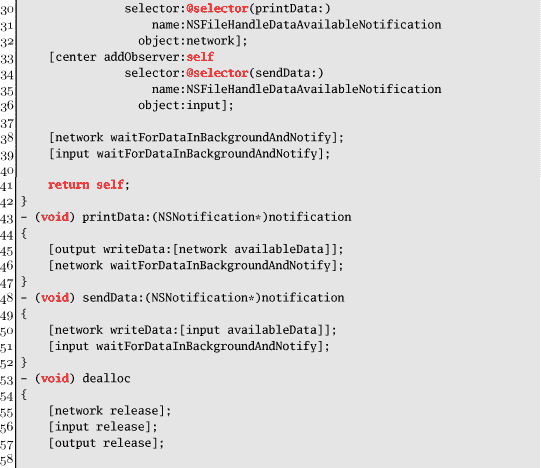 30                selector:@selector(printData:)
31                    name:NSFileHandleDataAvailableNotification
32                  object:network];
33     [center addObserver:self
34                selector:@selector(sendData:)
35                    name:NSFileHandleDataAvailableNotification
36                  object:input];
37
38     [network waitForDataInBackgroundAndNotify];
39     [input waitForDataInBackgroundAndNotify];
40
41     return self;
42 }
43 - (void) printData:(NSNotification*)notification
44 {
45     [output writeData:[network availableData]];
46     [network waitForDataInBackgroundAndNotify];
47 }
48 - (void) sendData:(NSNotification*)notification
49 {
50     [network writeData:[input availableData]];
51     [input waitForDataInBackgroundAndNotify];
52 }
53 - (void) dealloc
54 {
55     [network release];
56     [input release];
57     [output release];
58